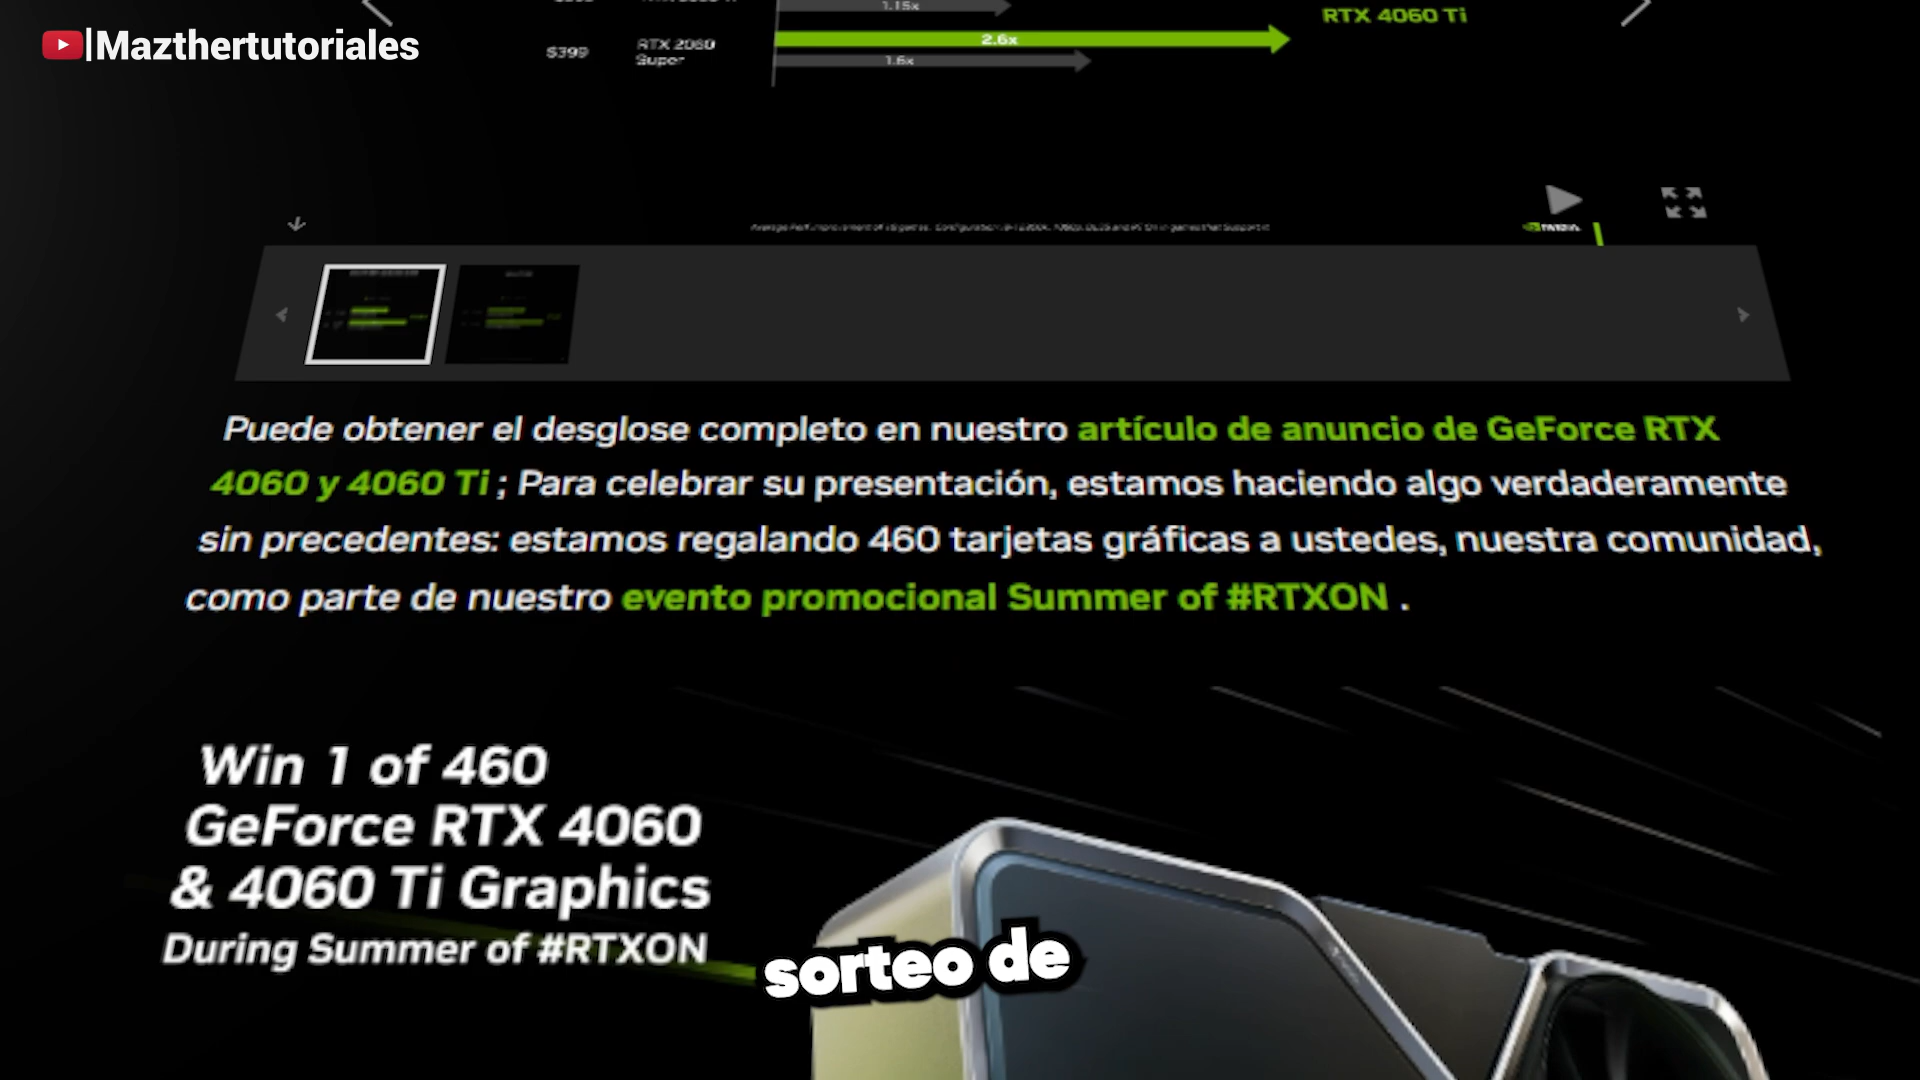 |Mazthertutoriales
1.15x
RTX 4060 Ti
2.6x
$399
RTX 2060
Super
1.6x
NVIDIA
Puede obtener el desglose completo en nuestro artículo de anuncio de GeForce RTX
4060 y 4060 Ti ; Para celebrar su presentación, estamos haciendo algo verdaderamente
sin precedentes: estamos regalando 460 tarjetas gráficas a ustedes, nuestra comunidad,
como parte de nuestro evento promocional Summer of #RTXON .
Win 1 of 460
GeForce RTX 4060
& 4060 Ti Graphics
During Summer of #RTXON
sorteo de